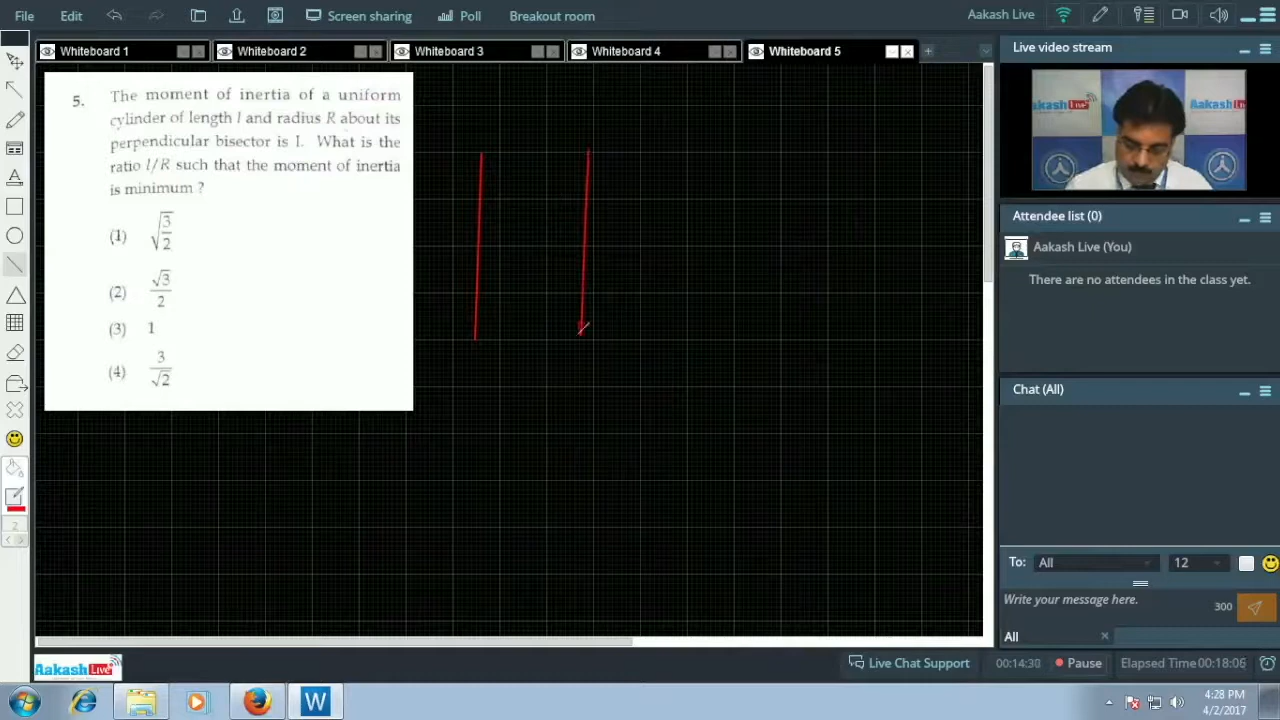 File Edit Screen sharing Poll Breakout room Aakash Live
Whiteboard 1 Whiteboard 2 Whiteboard 3 Whiteboard 4 Whiteboard 5
Live video stream
5. The moment of inertia of a uniform
cylinder of length l and radius R about its
perpendicular bisector is I. What is the
ratio l/R such that the moment of inertia
is minimum ?
(1) √(3/2)
(2) √3/2
(3) 1
(4) 3/√2
Aakash Live
Attendee list (0)
Aakash Live (You)
There are no attendees in the class yet.
Chat (All)
2
To: All 12
Write your message here. 300
All
Aakash Live
Live Chat Support 00:14:30 Pause
W
4:28 PM
4/2/2017